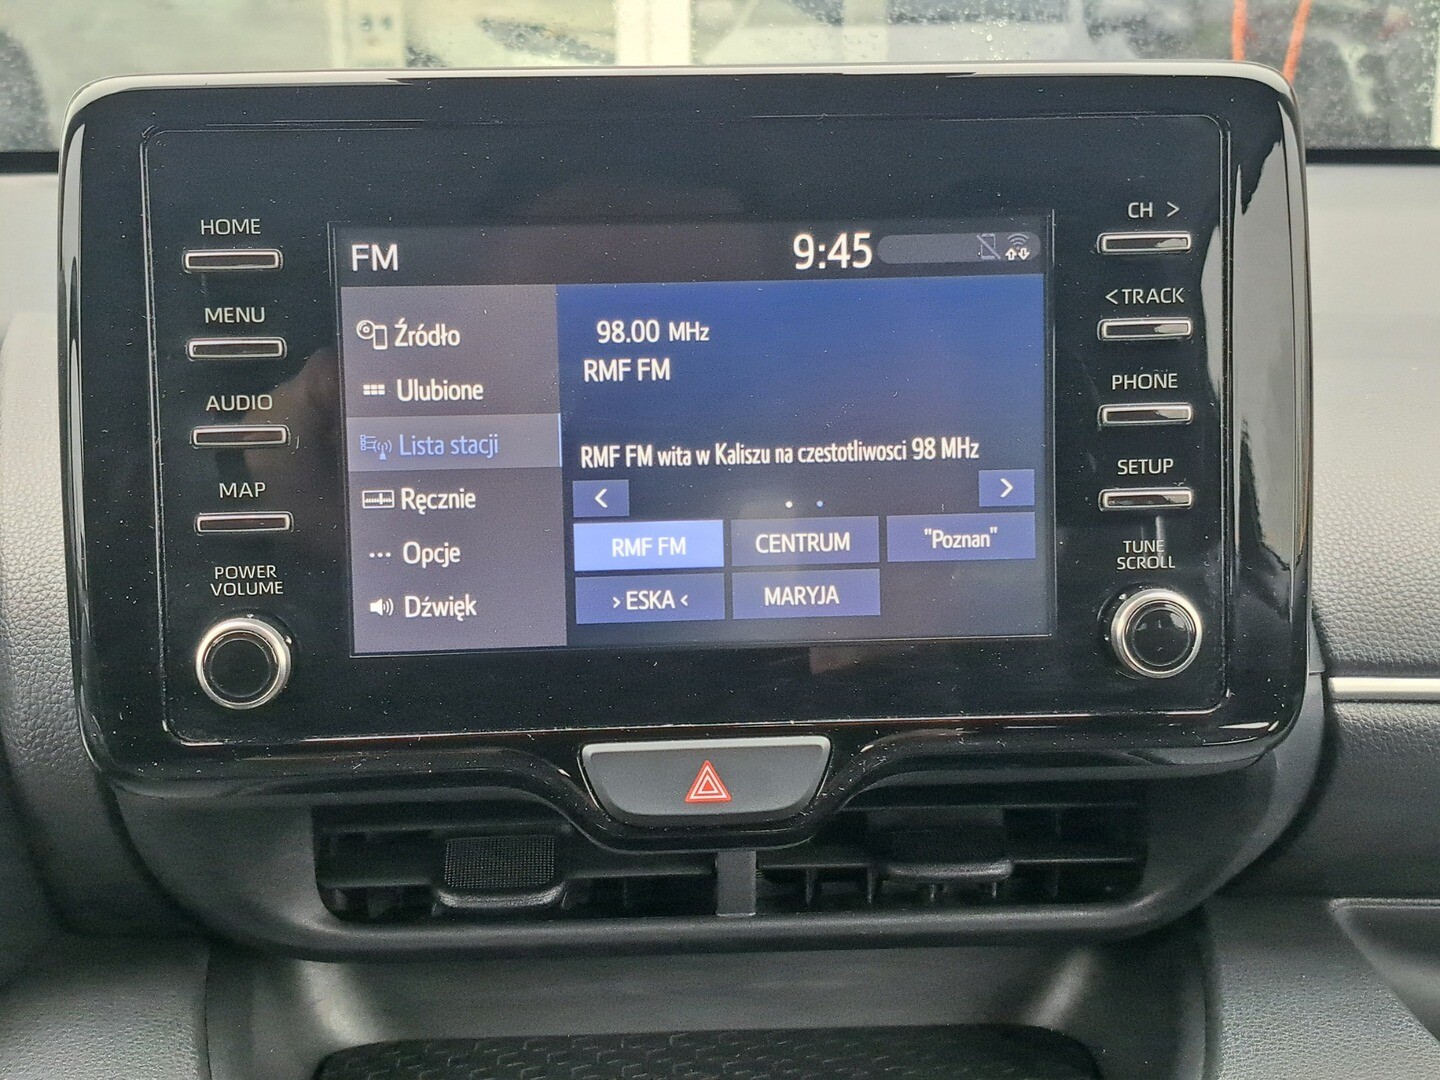 HOME
MENU
AUDIO
MAP
POWER
VOLUME
FM
9:45
Źródło
Ulubione
Lista stacji
Ręcznie
Opcje
Dźwięk
98.00 MHz
RMF FM
RMF FM wita w Kaliszu na czestotliwosci 98 MHz
<
>
RMF FM
CENTRUM
"Poznan"
> ESKA <
MARYJA
CH >
< TRACK
PHONE
SETUP
TUNE
SCROLL